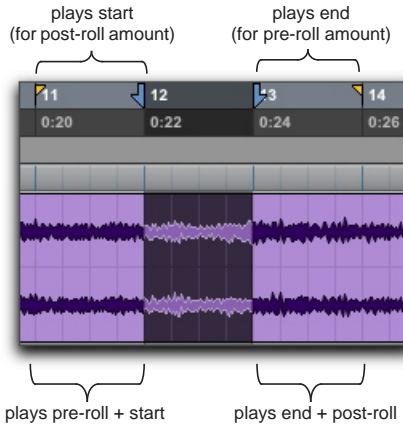 plays start
(for post-roll amount)
plays end
(for pre-roll amount)
11 12 13 14
0:20 0:22 0:24 0:26
plays pre-roll + start
plays end + post-roll